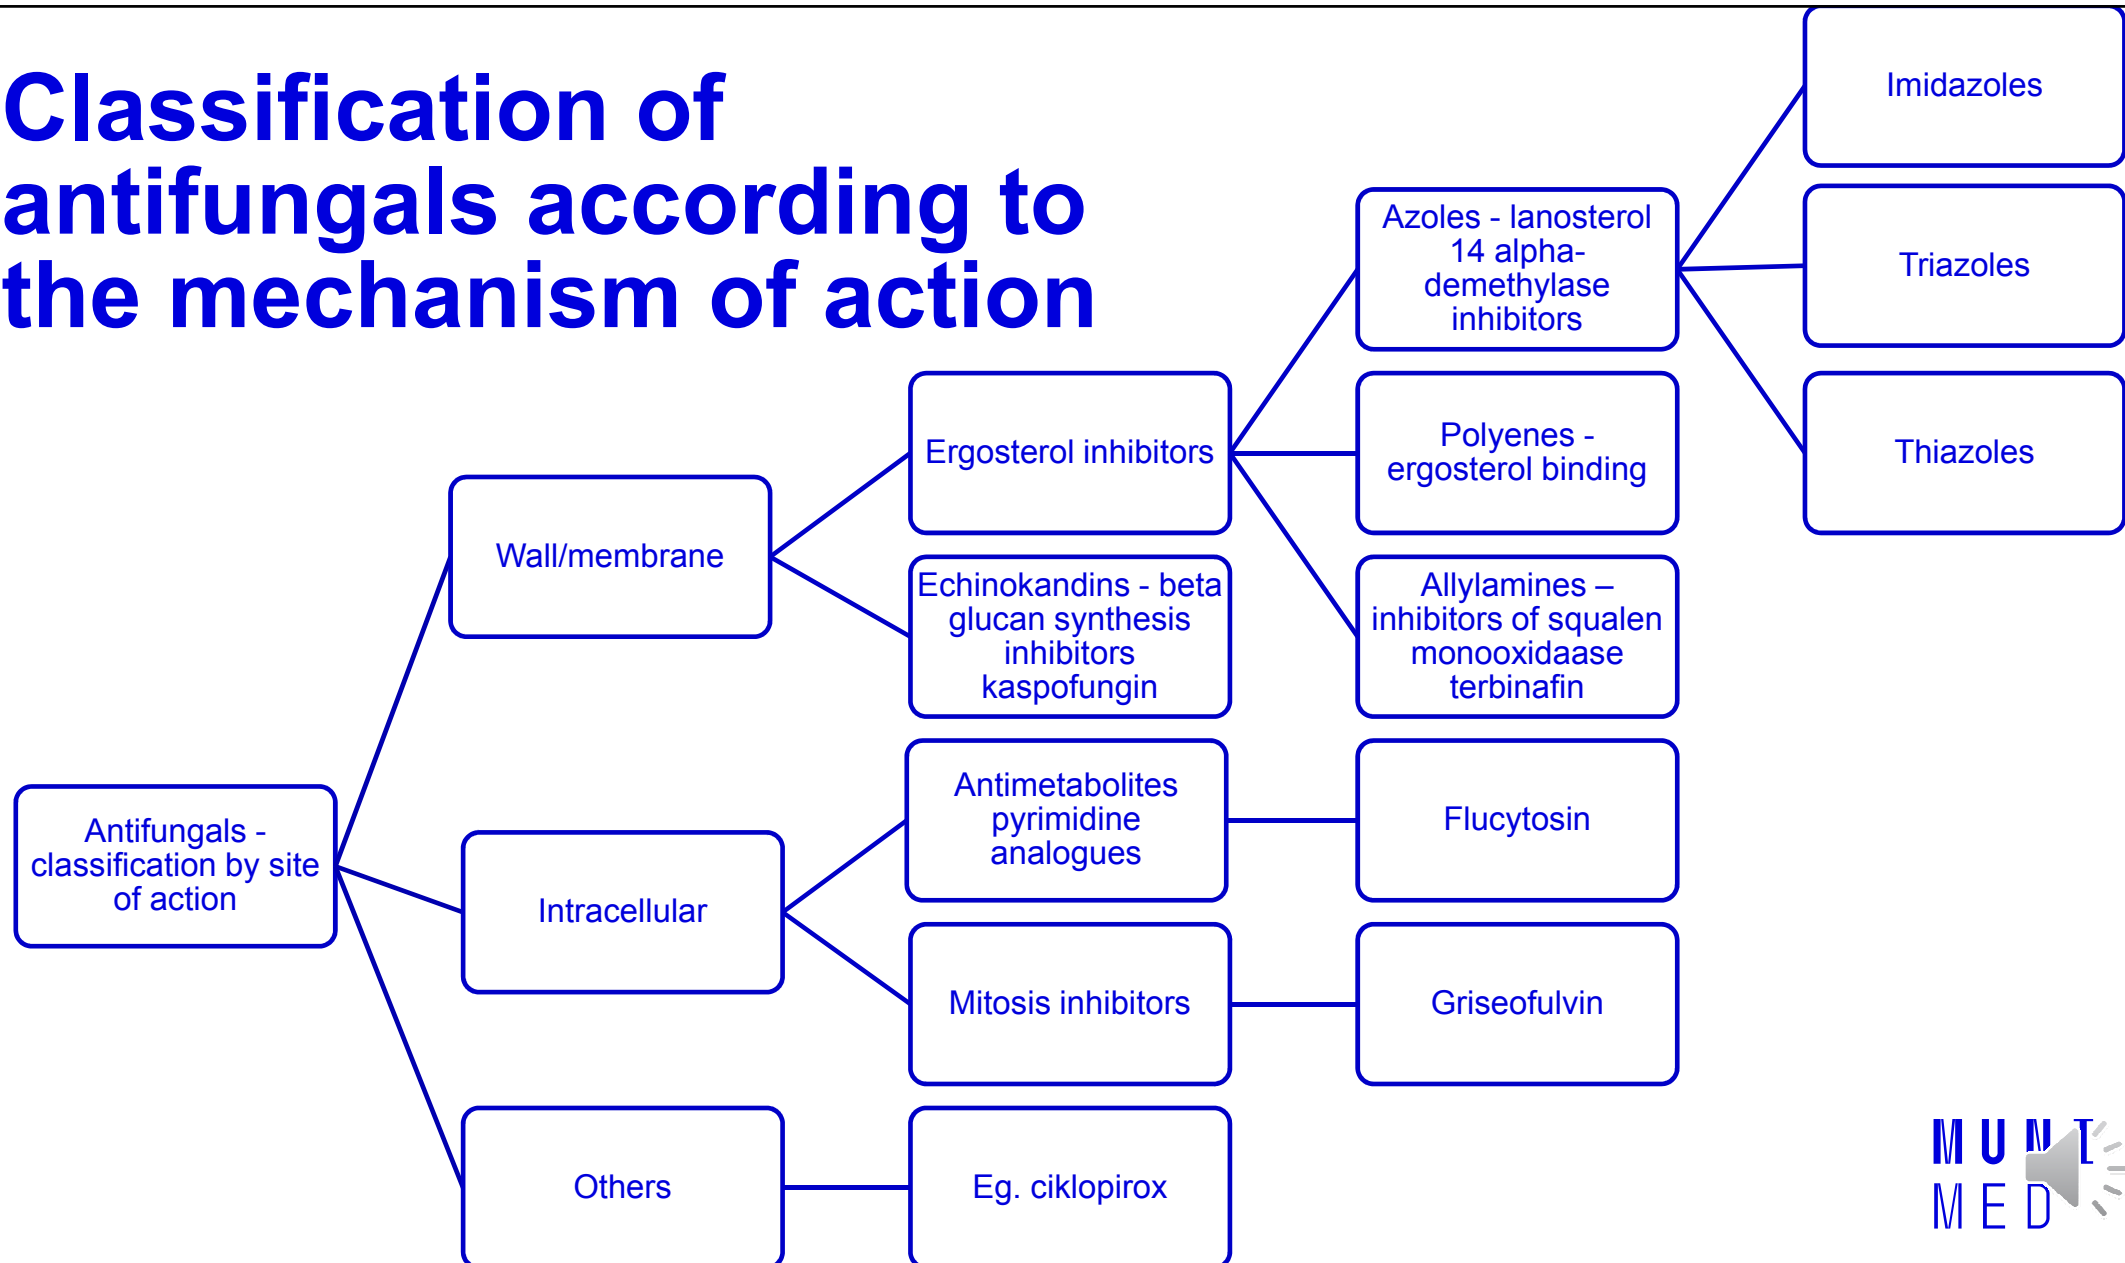 Classification of
antifungals according to
the mechanism of action
Antifungals -
classification by site
of action
Wall/membrane
Intracellular
Others
Ergosterol inhibitors
Echinokandins - beta
glucan synthesis
inhibitors
kaspofungin
Antimetabolites
pyrimidine
analogues
Mitosis inhibitors
Eg. ciklopirox
Azoles - lanosterol
14 alpha-
demethylase
inhibitors
Polyenes -
ergosterol binding
Allylamines –
inhibitors of squalen
monooxidaase
terbinafin
Flucytosin
Griseofulvin
Imidazoles
Triazoles
Thiazoles
MUNI
MED